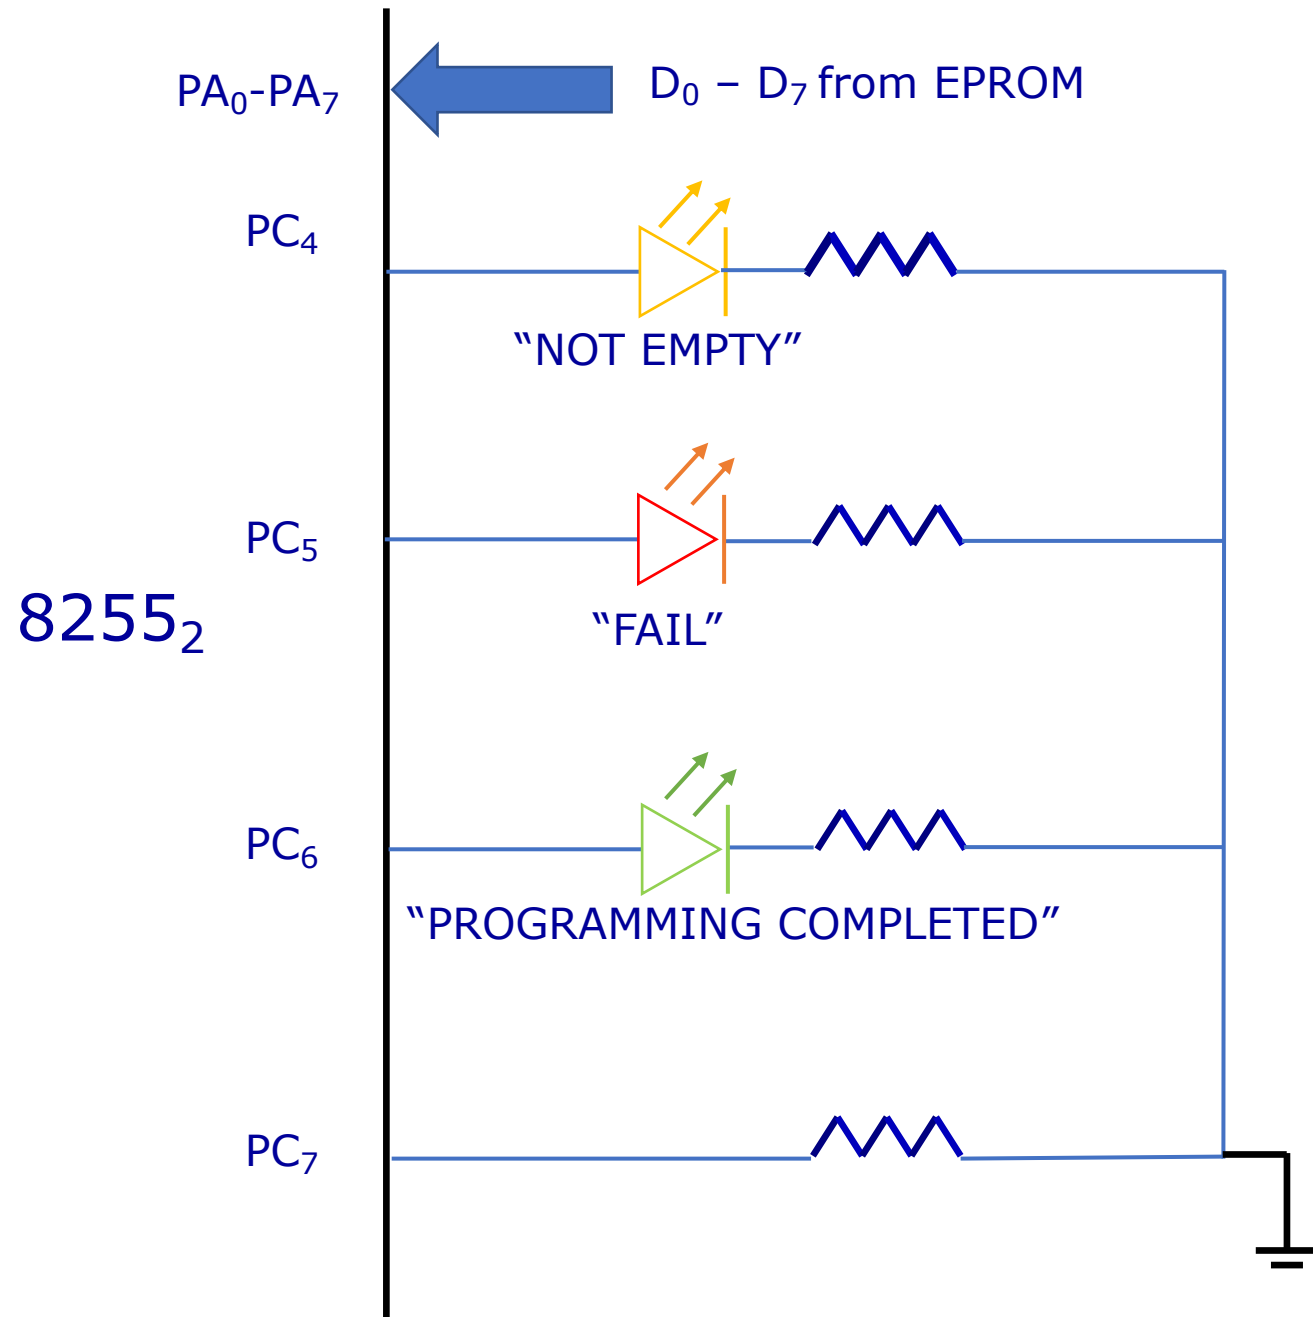 PA₀-PA₇
D₀ – D₇ from EPROM
PC₄
“NOT EMPTY”
PC₅
8255₂
“FAIL”
PC₆
“PROGRAMMING COMPLETED”
PC₇